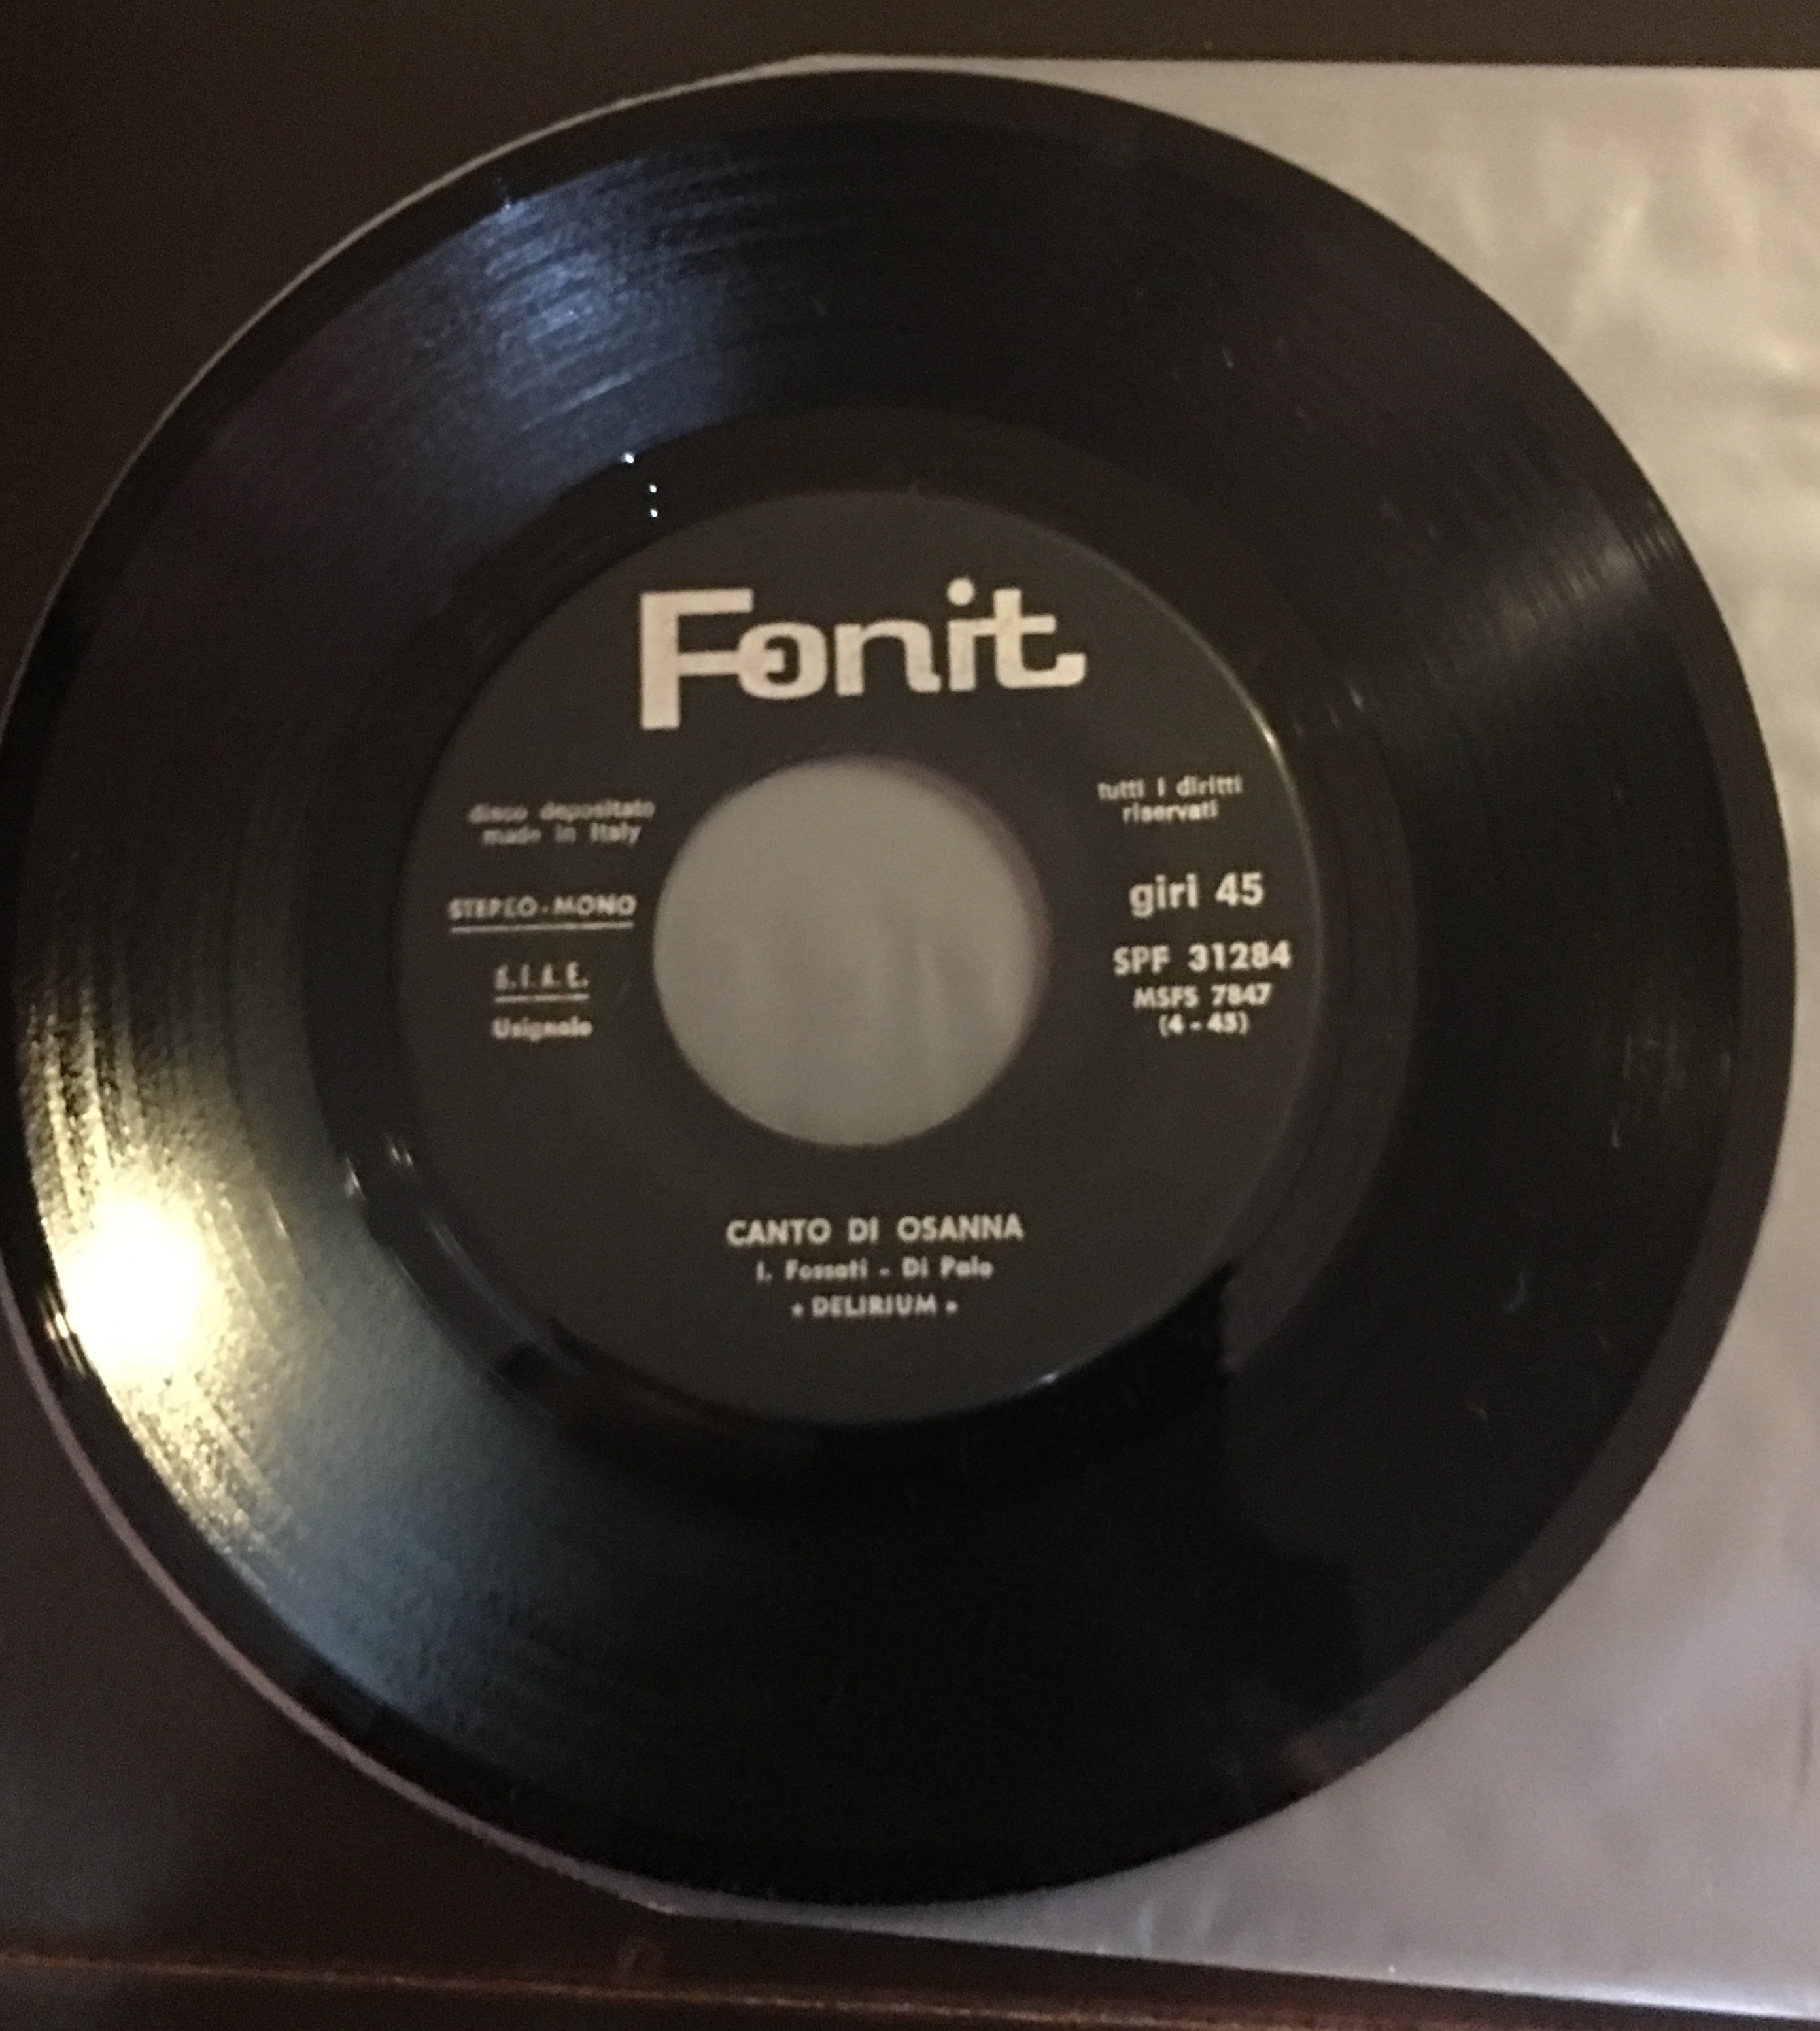 Fonit
disco depositato
made in Italy
STEREO-MONO
S.I.A.E.
Usignolo
tutti i diritti
riservati
giri 45
SPF 31284
MSFS 7847
(4-45)
CANTO DI OSANNA
I. Fossati - Di Palo
« DELIRIUM »